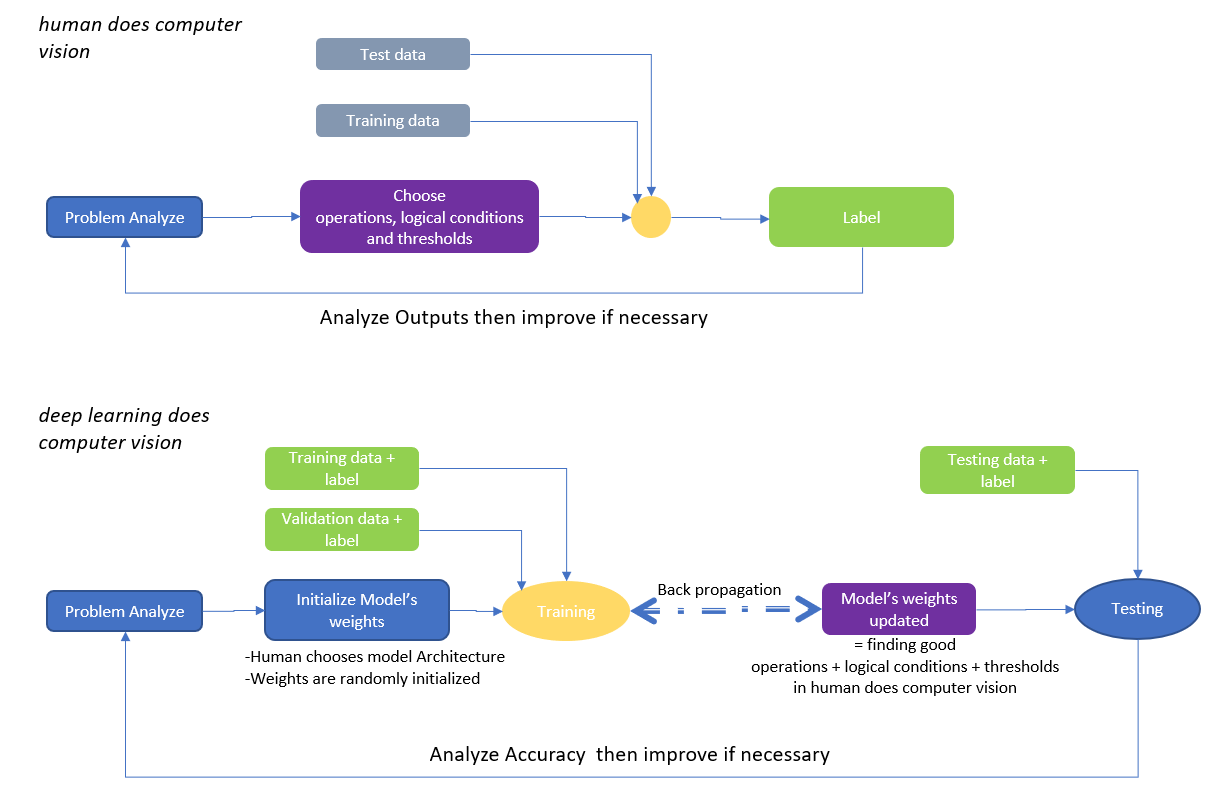 human does computer
vision
Test data
Training data
Problem Analyze
Choose
operations, logical conditions
and thresholds
Label
Analyze Outputs then improve if necessary
deep learning does
computer vision
Training data +
label
Validation data +
label
Testing data +
label
Problem Analyze
Initialize Model’s
weights
Training
Back propagation
Model’s weights
updated
Testing
-Human chooses model Architecture
-Weights are randomly initialized
= finding good
operations + logical conditions + thresholds
in human does computer vision
Analyze Accuracy  then improve if necessary